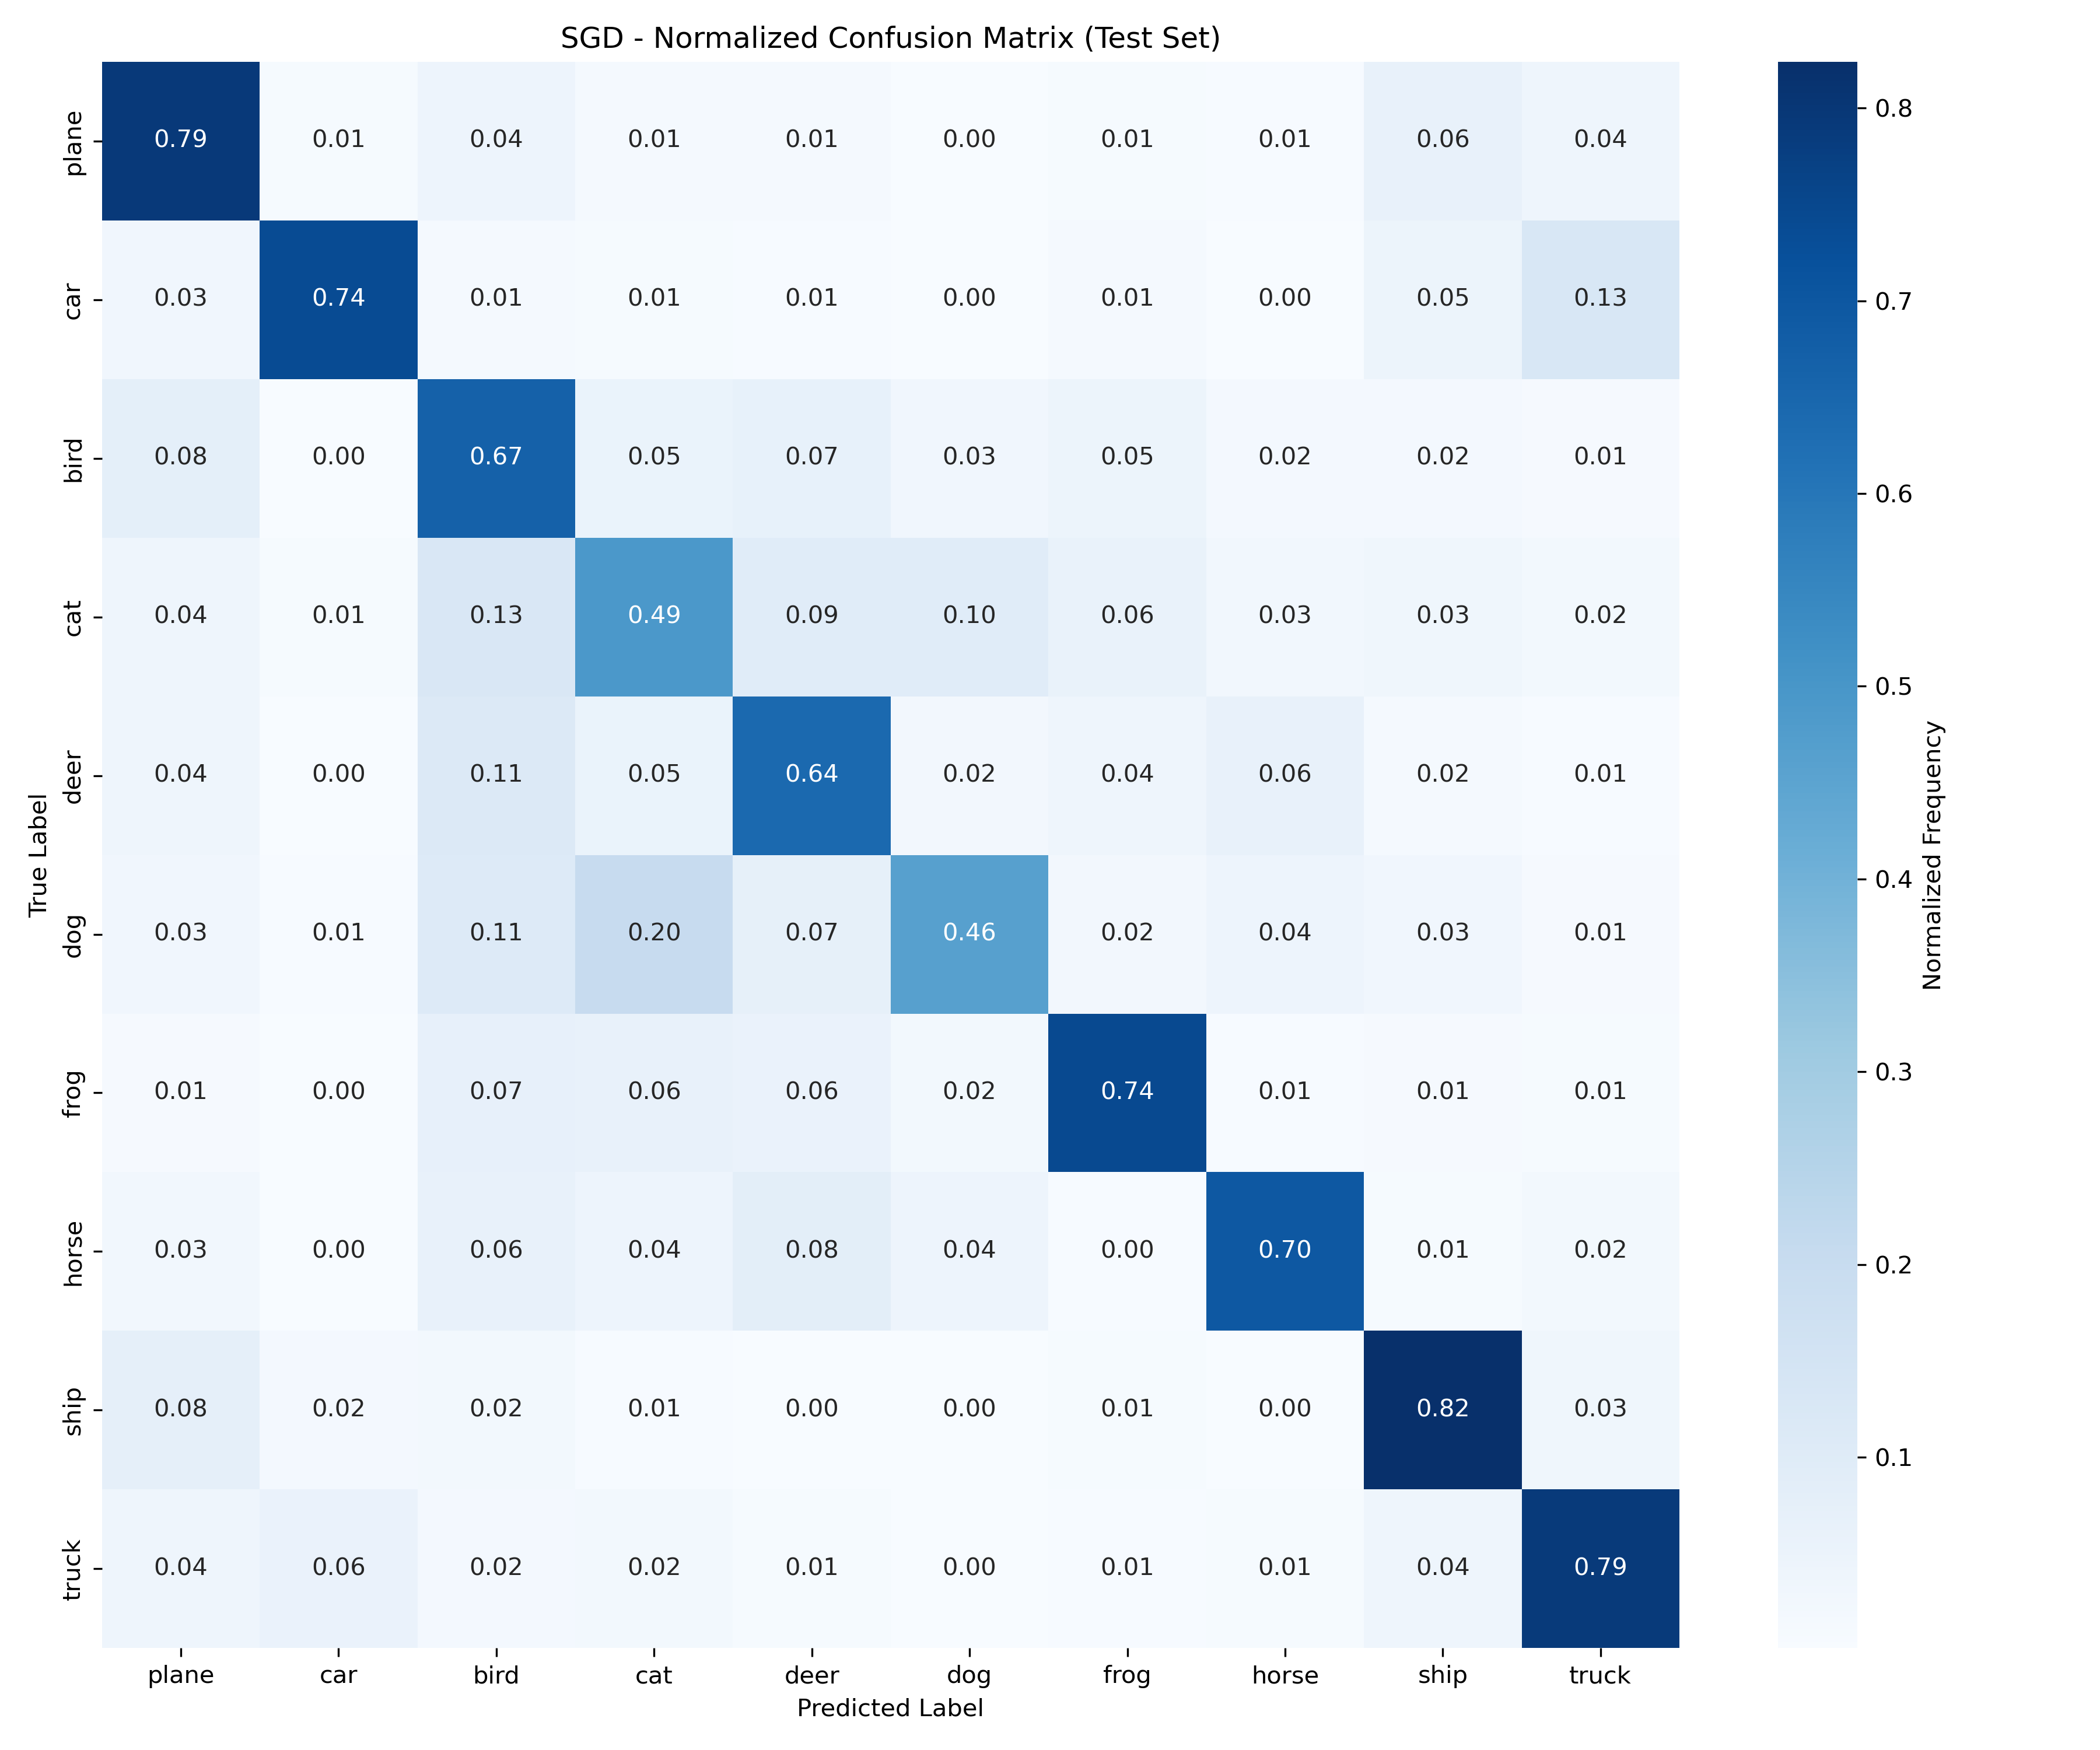 SGD - Normalized Confusion Matrix (Test Set)
plane 0.79 0.01 0.04 0.01 0.01 0.00 0.01 0.01 0.06 0.04
car 0.03 0.74 0.01 0.01 0.01 0.00 0.01 0.00 0.05 0.13
bird 0.08 0.00 0.67 0.05 0.07 0.03 0.05 0.02 0.02 0.01
cat 0.04 0.01 0.13 0.49 0.09 0.10 0.06 0.03 0.03 0.02
deer 0.04 0.00 0.11 0.05 0.64 0.02 0.04 0.06 0.02 0.01
dog 0.03 0.01 0.11 0.20 0.07 0.46 0.02 0.04 0.03 0.01
frog 0.01 0.00 0.07 0.06 0.06 0.02 0.74 0.01 0.01 0.01
horse 0.03 0.00 0.06 0.04 0.08 0.04 0.00 0.70 0.01 0.02
ship 0.08 0.02 0.02 0.01 0.00 0.00 0.01 0.00 0.82 0.03
truck 0.04 0.06 0.02 0.02 0.01 0.00 0.01 0.01 0.04 0.79
plane car bird cat deer dog frog horse ship truck
Predicted Label
True Label
0.8
0.7
0.6
0.5
0.4
0.3
0.2
0.1
Normalized Frequency